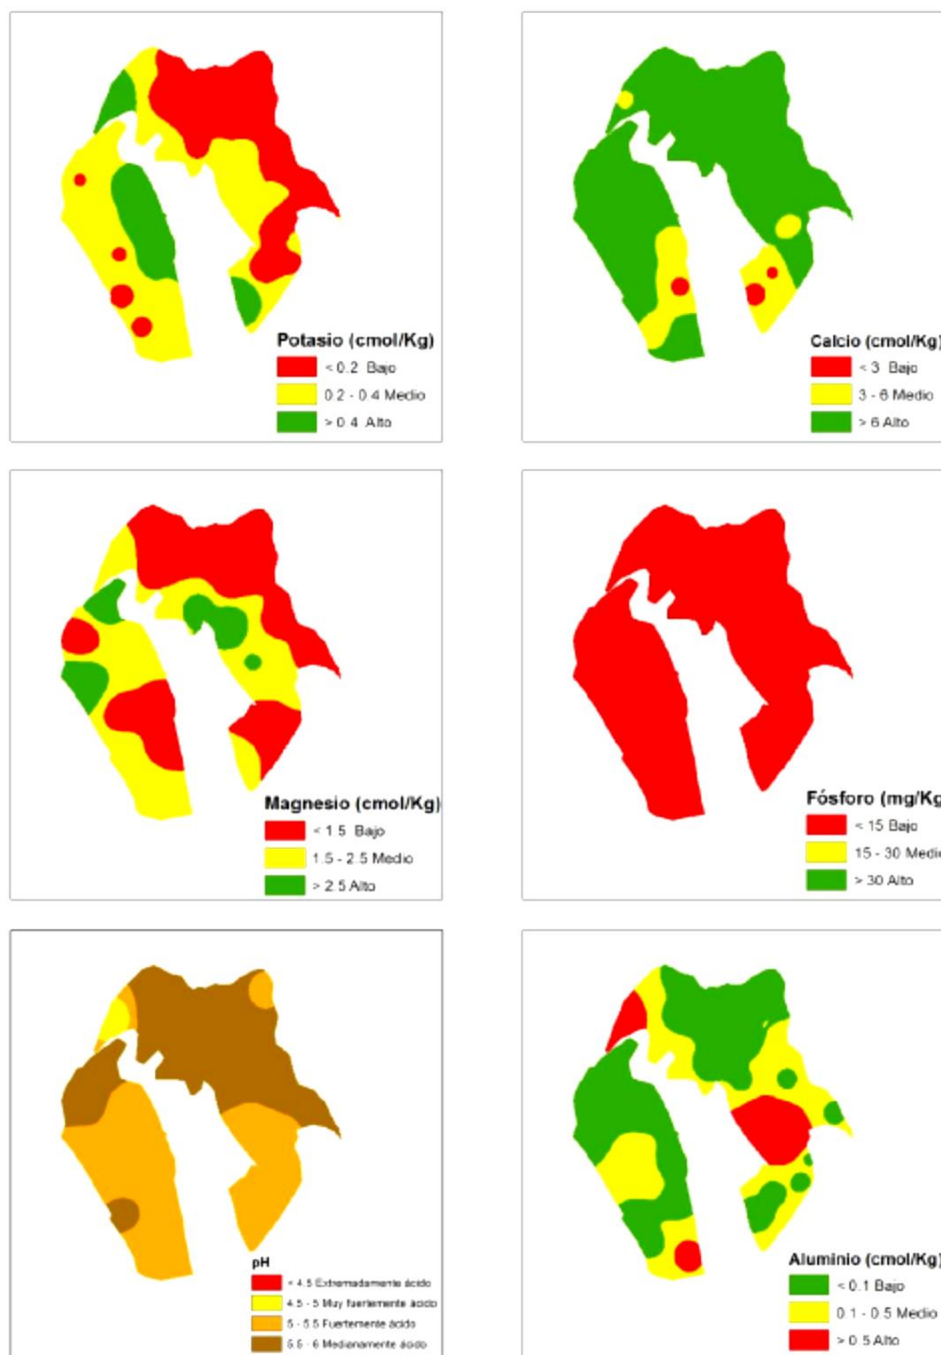 Potasio (cmol/Kg)
< 0.2 Bajo
0.2 - 0.4 Medio
> 0.4 Alto
Calcio (cmol/Kg)
< 3 Bajo
3 - 6 Medio
> 6 Alto
Magnesio (cmol/Kg)
< 1.5 Bajo
1.5 - 2.5 Medio
> 2.5 Alto
Fósforo (mg/Kg
< 15 Bajo
15 - 30 Medio
> 30 Alto
pH
< 4.5 Extremadamente ácido
4.5 - 5 Muy fuertemente ácido
5 - 5.5 Fuertemente ácido
5.5 - 6 Medianamente ácido
Aluminio (cmol/Kg)
< 0.1 Bajo
0.1 - 0.5 Medio
> 0.5 Alto